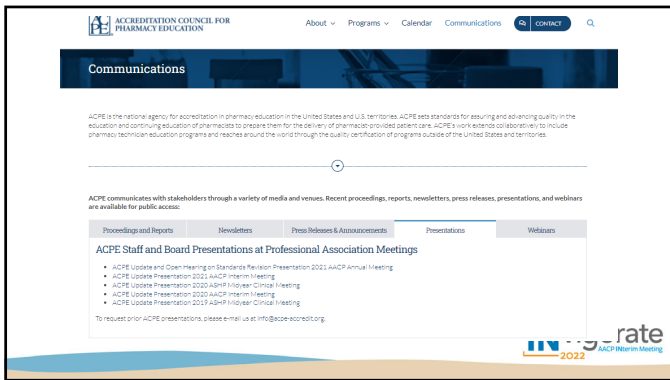 ACPE
ACCREDITATION COUNCIL FOR
PHARMACY EDUCATION
About Programs Calendar Communications CONTACT
Communications
ACPE is the national agency for accreditation in pharmacy education in the United States and U.S. territories. ACPE sets standards for assuring and advancing quality in the
education and continuing education of pharmacists to prepare them for the delivery of pharmacist-provided patient care. ACPE's work extends collaboratively to include
pharmacy technician education programs and reaches around the world through the quality certification of programs outside of the United States and territories.
ACPE communicates with stakeholders through a variety of media and venues. Recent proceedings, reports, newsletters, press releases, presentations, and webinars
are available for public access:
Proceedings and Reports Newsletters Press Releases & Announcements Presentations Webinars
ACPE Staff and Board Presentations at Professional Association Meetings
• ACPE Update and Open Hearing on Standards Revision Presentation 2021 AACP Annual Meeting
• ACPE Update Presentation 2021 AACP Interim Meeting
• ACPE Update Presentation 2020 ASHP Midyear Clinical Meeting
• ACPE Update Presentation 2020 AACP Interim Meeting
• ACPE Update Presentation 2019 ASHP Midyear Clinical Meeting
To request prior ACPE presentations, please e-mail us at info@acpe-accredit.org.
rate
AACP INterim Meeting
2022